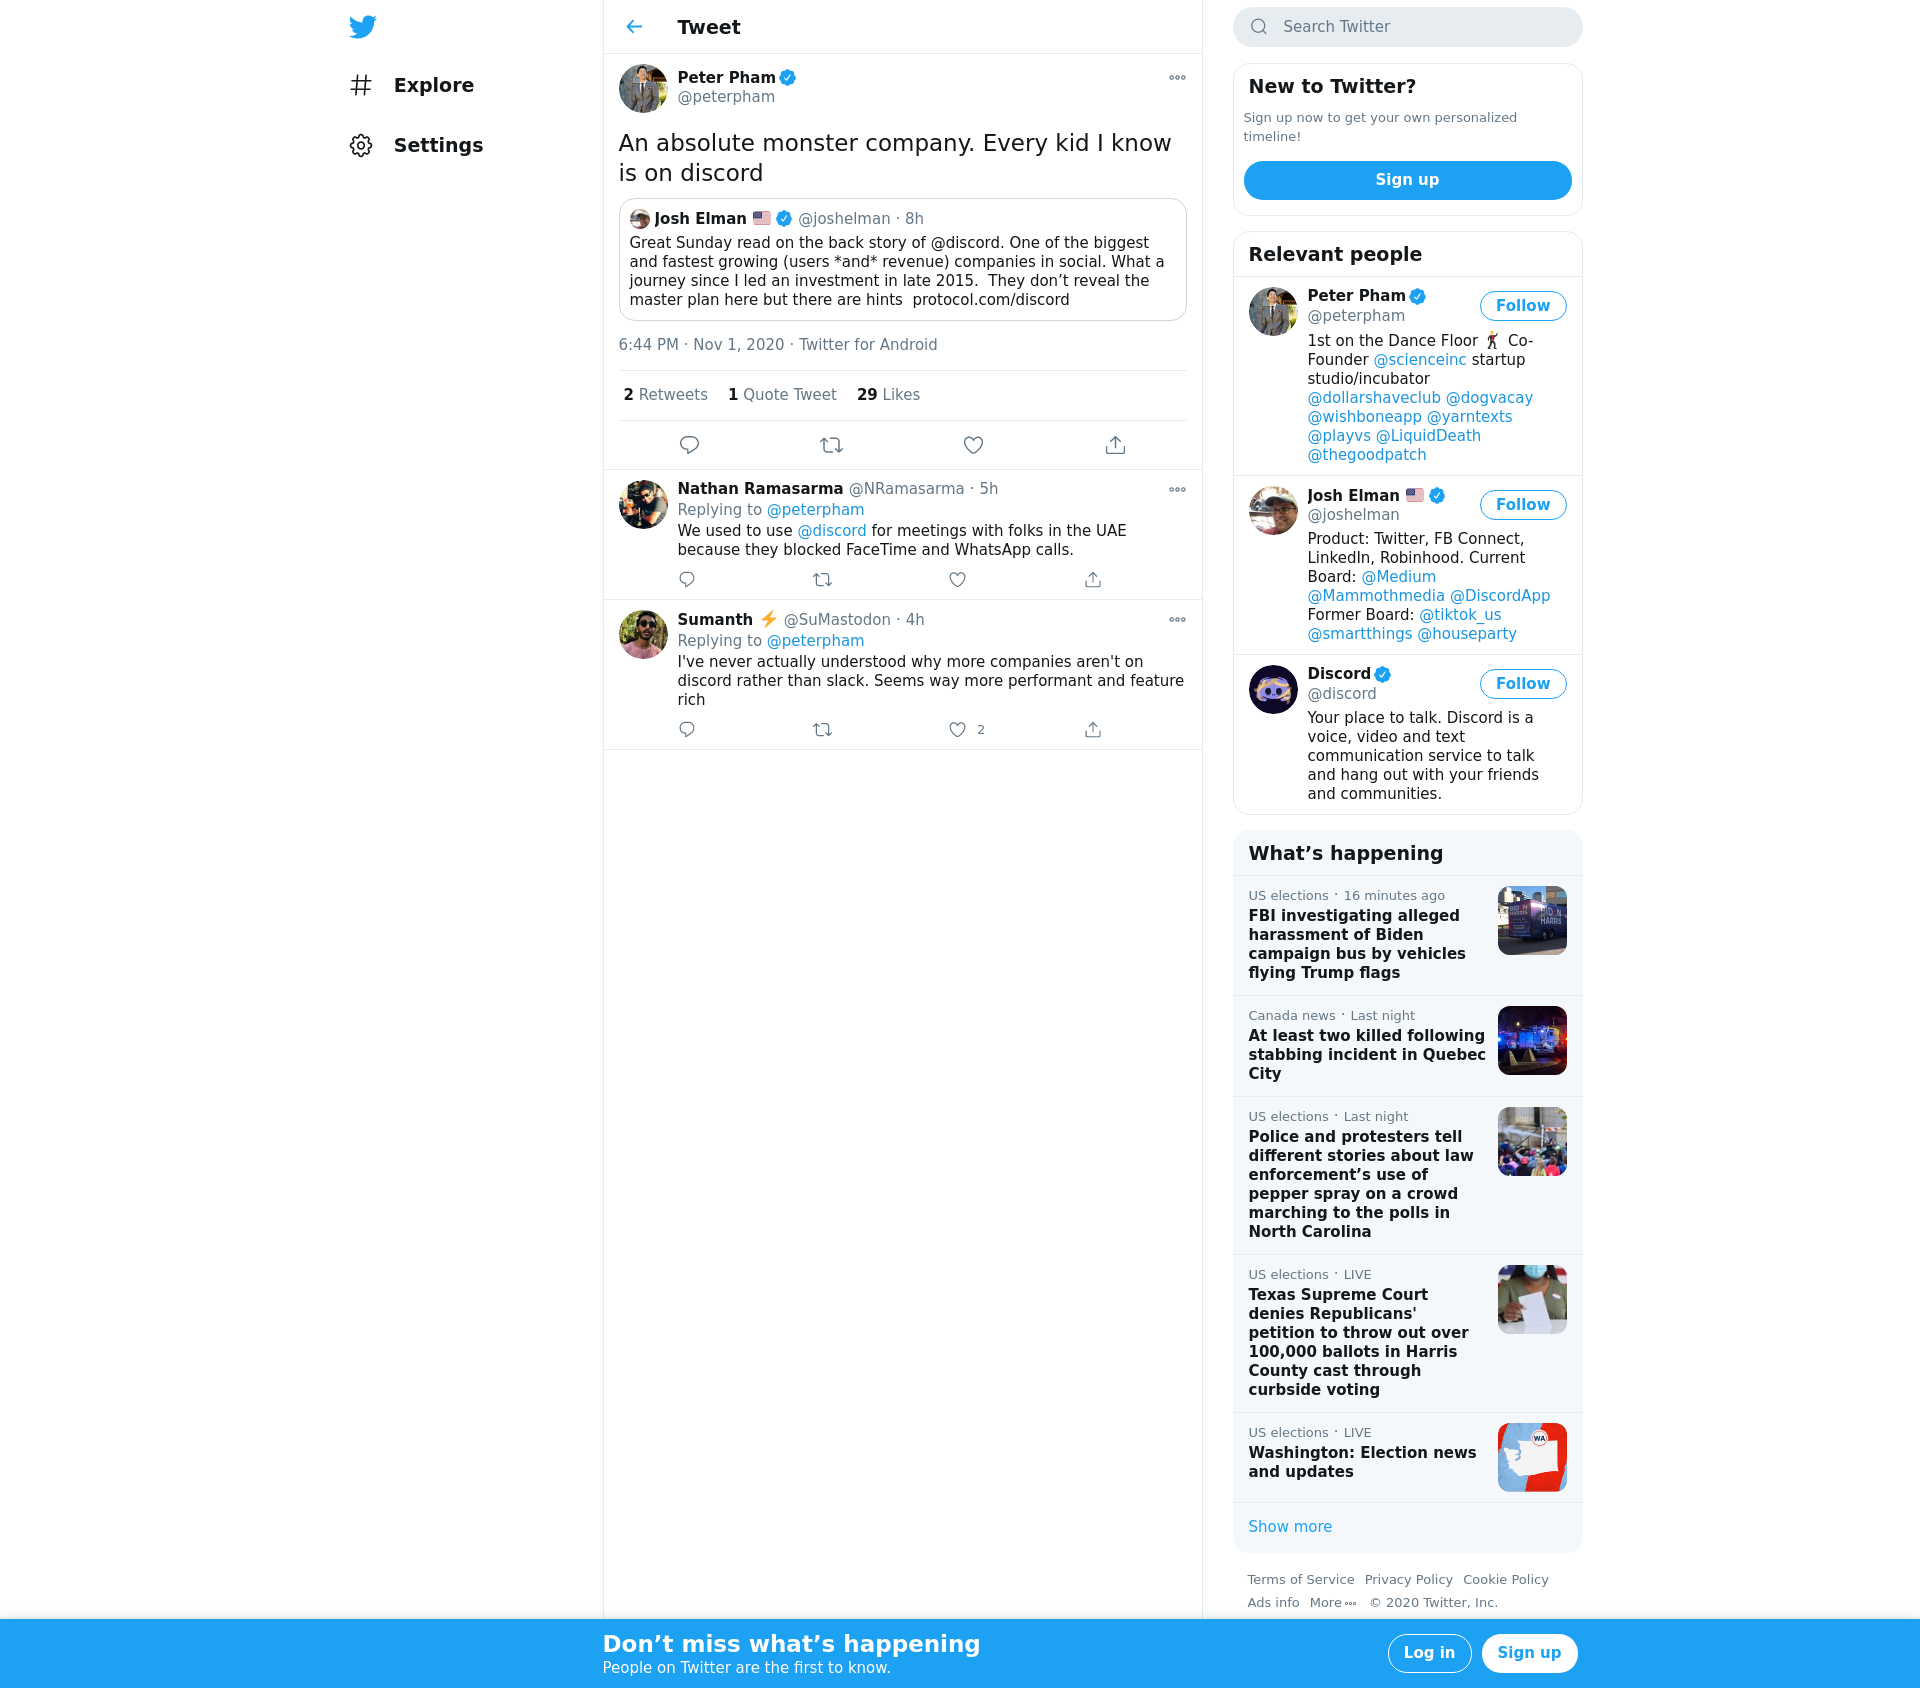 Explore
Settings
Tweet
Peter Pham
@peterpham
An absolute monster company. Every kid I know
is on discord
Josh Elman 🇺🇸 @joshelman · 8h
Great Sunday read on the back story of @discord. One of the biggest
and fastest growing (users *and* revenue) companies in social. What a
journey since I led an investment in late 2015.  They don’t reveal the
master plan here but there are hints  protocol.com/discord
6:44 PM · Nov 1, 2020 · Twitter for Android
2 Retweets 1 Quote Tweet 29 Likes
Nathan Ramasarma @NRamasarma · 5h
Replying to @peterpham
We used to use @discord for meetings with folks in the UAE
because they blocked FaceTime and WhatsApp calls.
Sumanth ⚡ @SuMastodon · 4h
Replying to @peterpham
I've never actually understood why more companies aren't on
discord rather than slack. Seems way more performant and feature
rich
2
Search Twitter
New to Twitter?
Sign up now to get your own personalized
timeline!
Sign up
Relevant people
Peter Pham
@peterpham
Follow
1st on the Dance Floor 🕺 Co-
Founder @scienceinc startup
studio/incubator
@dollarshaveclub @dogvacay
@wishboneapp @yarntexts
@playvs @LiquidDeath
@thegoodpatch
Josh Elman 🇺🇸
@joshelman
Follow
Product: Twitter, FB Connect,
LinkedIn, Robinhood. Current
Board: @Medium
@Mammothmedia @DiscordApp
Former Board: @tiktok_us
@smartthings @houseparty
Discord
@discord
Follow
Your place to talk. Discord is a
voice, video and text
communication service to talk
and hang out with your friends
and communities.
What’s happening
US elections · 16 minutes ago
FBI investigating alleged
harassment of Biden
campaign bus by vehicles
flying Trump flags
Canada news · Last night
At least two killed following
stabbing incident in Quebec
City
US elections · Last night
Police and protesters tell
different stories about law
enforcement’s use of
pepper spray on a crowd
marching to the polls in
North Carolina
US elections · LIVE
Texas Supreme Court
denies Republicans'
petition to throw out over
100,000 ballots in Harris
County cast through
curbside voting
US elections · LIVE
Washington: Election news
and updates
WA
Show more
Terms of Service Privacy Policy Cookie Policy
Ads info More © 2020 Twitter, Inc.
Don’t miss what’s happening
People on Twitter are the first to know.
Log in
Sign up